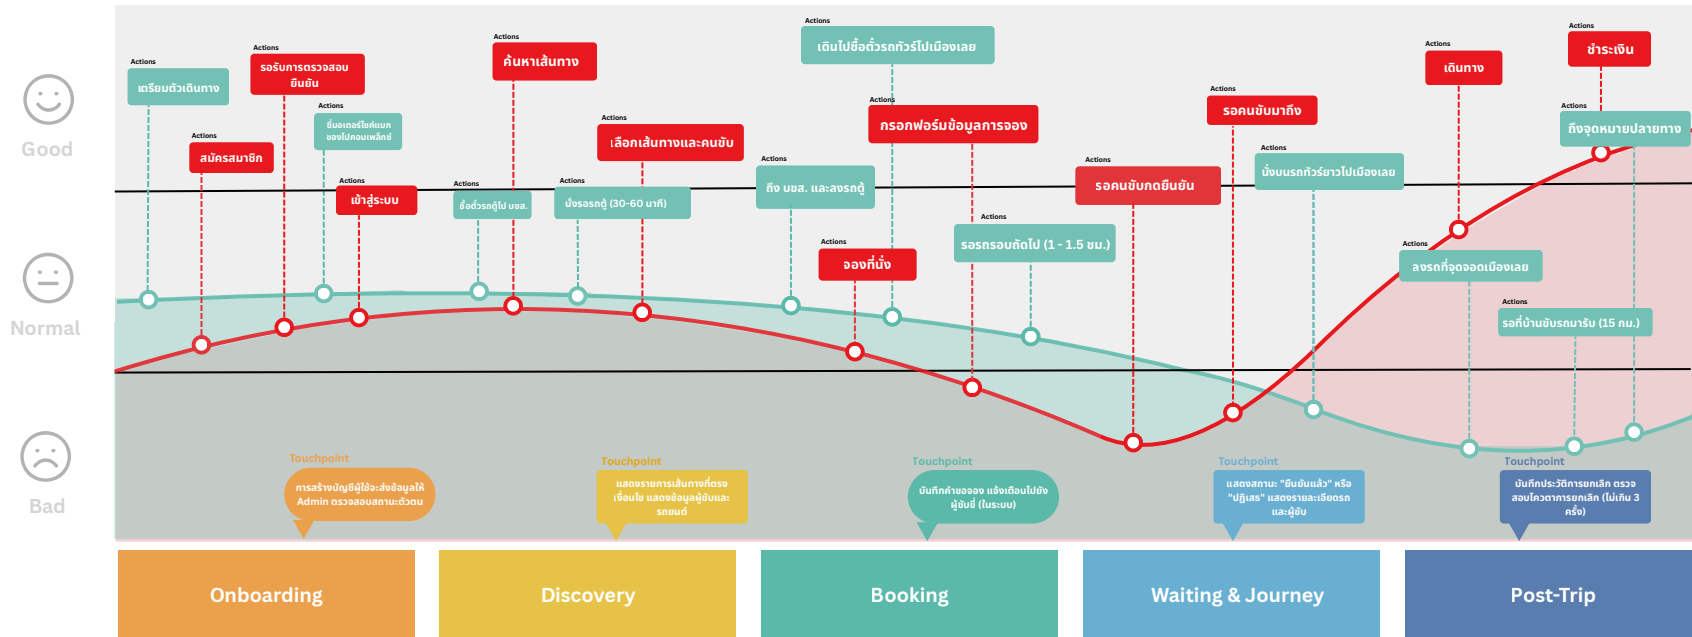 Good
Normal
Bad
Actions
เตรียมตัวเดินทาง
Actions
สมัครสมาชิก
Actions
รอรับการตรวจสอบ
ยืนยัน
Actions
ขี่มอเตอร์ไซค์แบก
ของไปคอมเพล็กซ์
Actions
เข้าสู่ระบบ
Actions
ซื้อตั๋วรถตู้ไป บขส.
Actions
ค้นหาเส้นทาง
Actions
นั่งรอรถตู้ (30-60 นาที)
Actions
เลือกเส้นทางและคนขับ
Actions
ถึง บขส. และลงรถตู้
Actions
เดินไปซื้อตั๋วรถทัวร์ไปเมืองเลย
Actions
จองที่นั่ง
Actions
กรอกฟอร์มข้อมูลการจอง
Actions
รอรถรอบถัดไป (1 - 1.5 ชม.)
Actions
รอคนขับกดยืนยัน
Actions
รอคนขับมาถึง
Actions
นั่งบนรถทัวร์ยาวไปเมืองเลย
Actions
เดินทาง
Actions
ลงรถที่จุดจอดเมืองเลย
Actions
รอที่บ้านขับรถมารับ (15 กม.)
Actions
ชำระเงิน
Actions
ถึงจุดหมายปลายทาง
Touchpoint
การสร้างบัญชีผู้ใช้จะส่งข้อมูลให้
Admin ตรวจสอบสถานะตัวตน
Touchpoint
แสดงรายการเส้นทางที่ตรง
เงื่อนไข แสดงข้อมูลผู้ขับและ
รถยนต์
Touchpoint
บันทึกคำขอจอง แจ้งเตือนไปยัง
ผู้ขับขี่ (ในระบบ)
Touchpoint
แสดงสถานะ "ยืนยันแล้ว" หรือ
"ปฏิเสธ" แสดงรายละเอียดรถ
และผู้ขับ
Touchpoint
บันทึกประวัติการยกเลิก ตรวจ
สอบโควตาการยกเลิก (ไม่เกิน 3
ครั้ง)
Onboarding
Discovery
Booking
Waiting & Journey
Post-Trip